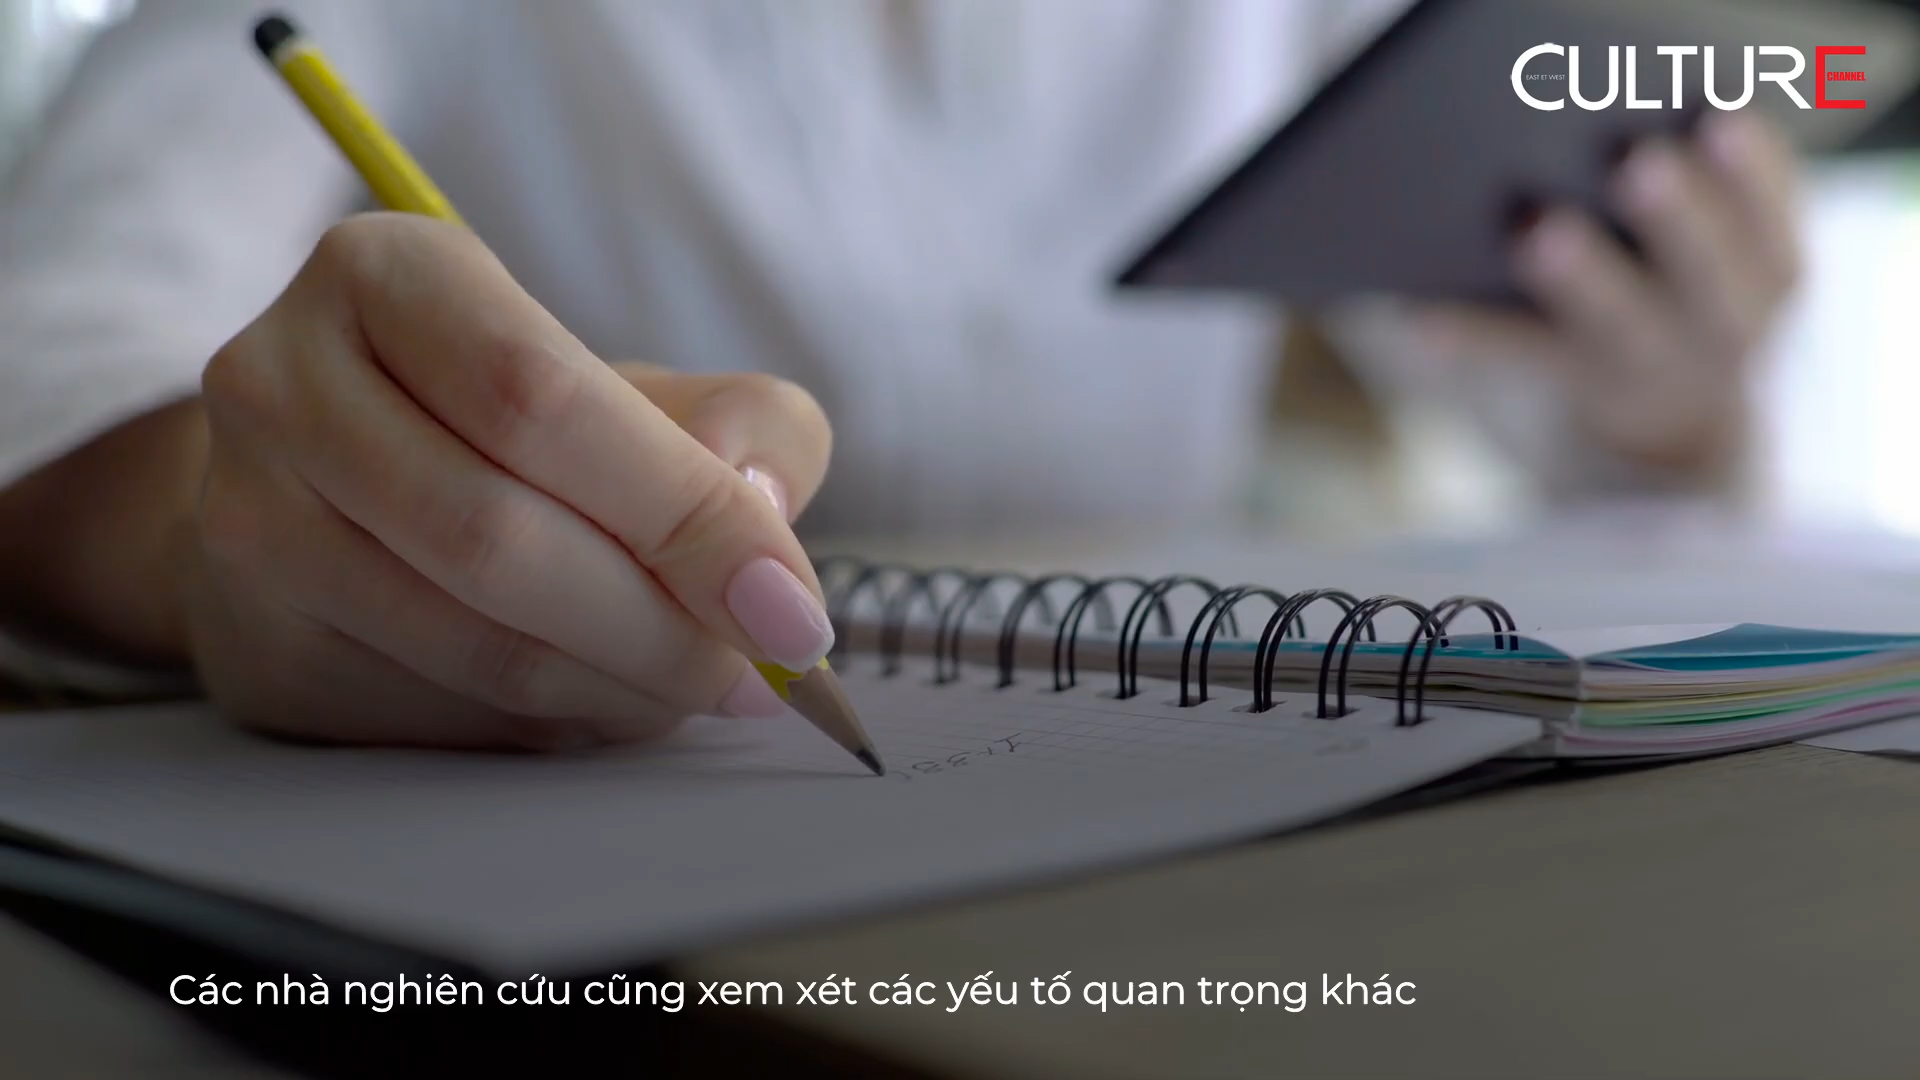 CULTURE
EAST ET WEST
CHANNEL
Các nhà nghiên cứu cũng xem xét các yếu tố quan trọng khác